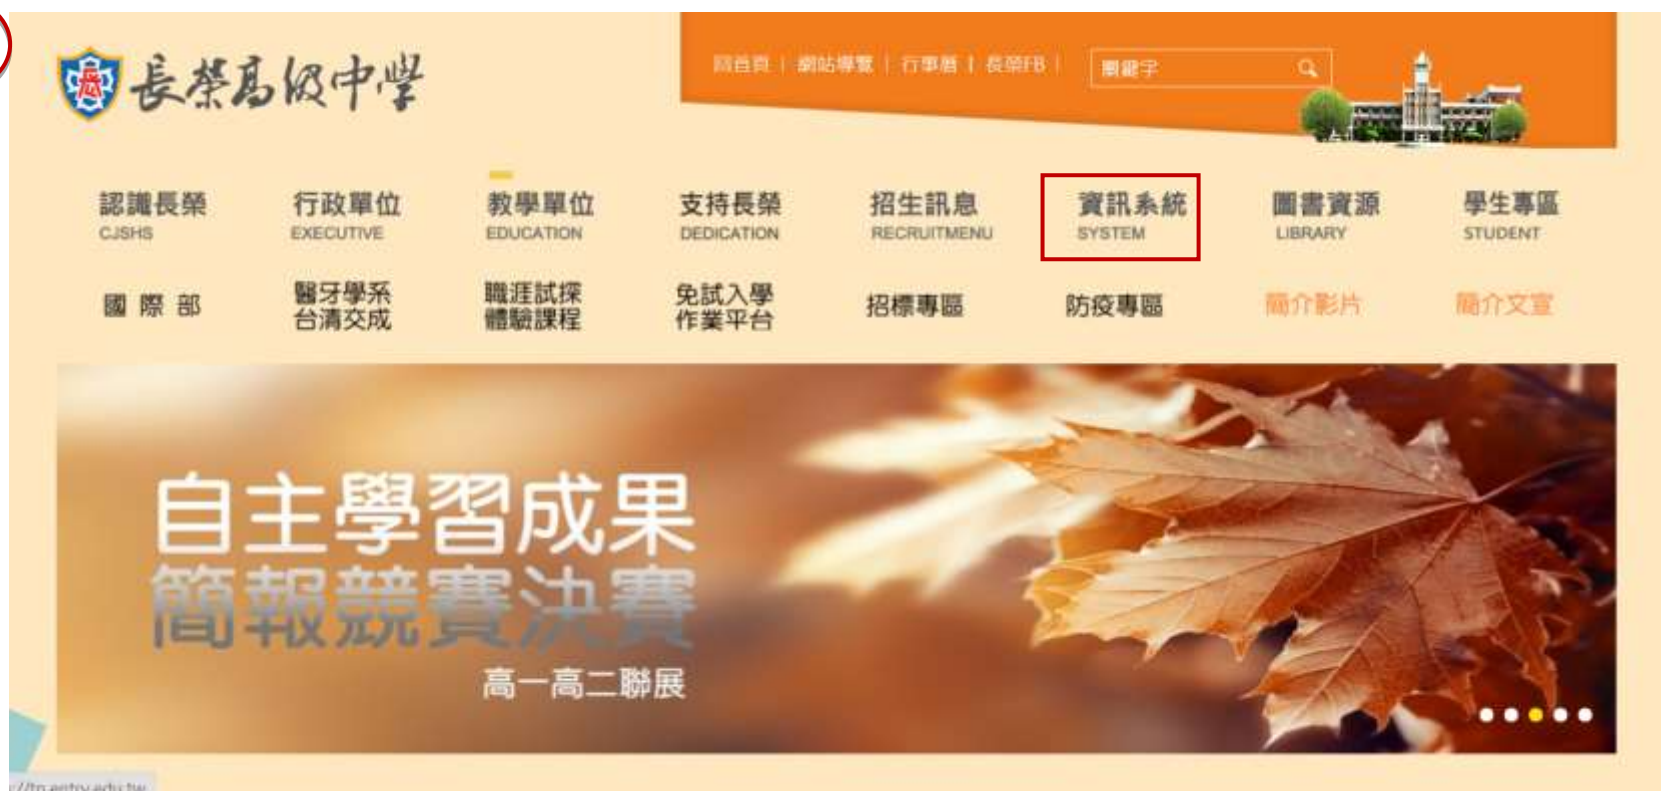 長榮高級中學
回首頁 | 網站導覽 | 行事曆 | 長榮FB |
關鍵字
認識長榮 行政單位 教學單位 支持長榮 招生訊息 資訊系統 圖書資源 學生專區
CJSHS EXECUTIVE EDUCATION DEDICATION RECRUITMENU SYSTEM LIBRARY STUDENT
國際部 醫牙學系 職涯試探 免試入學 招標專區 防疫專區 簡介影片 簡介文宣
台清交成 體驗課程 作業平台
自主學習成果
簡報競賽決賽
高一高二聯展